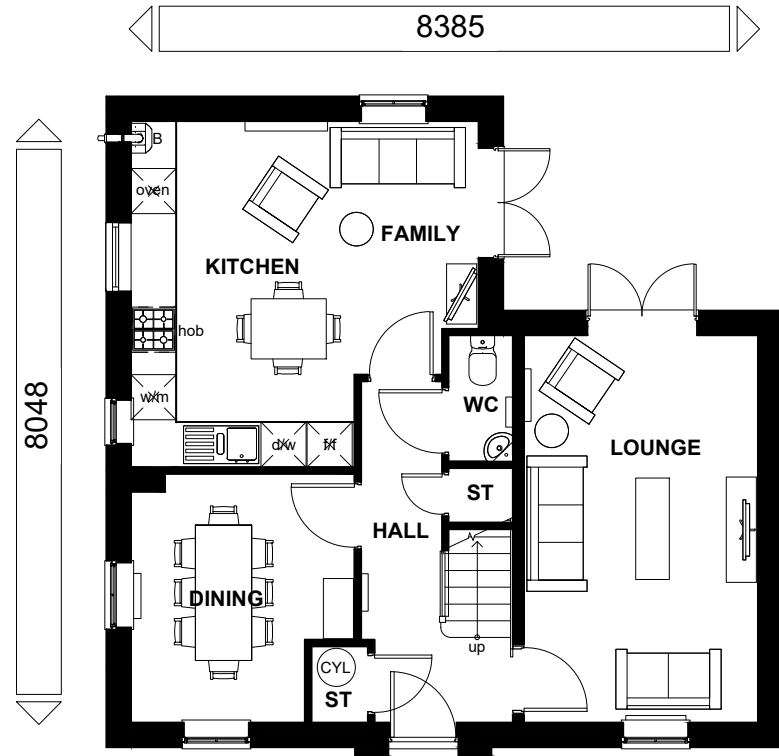 8385
8048
B
oven
FAMILY
KITCHEN
hob
w/m
WC
d/w
f/f
LOUNGE
ST
HALL
DINING
up
CYL
ST